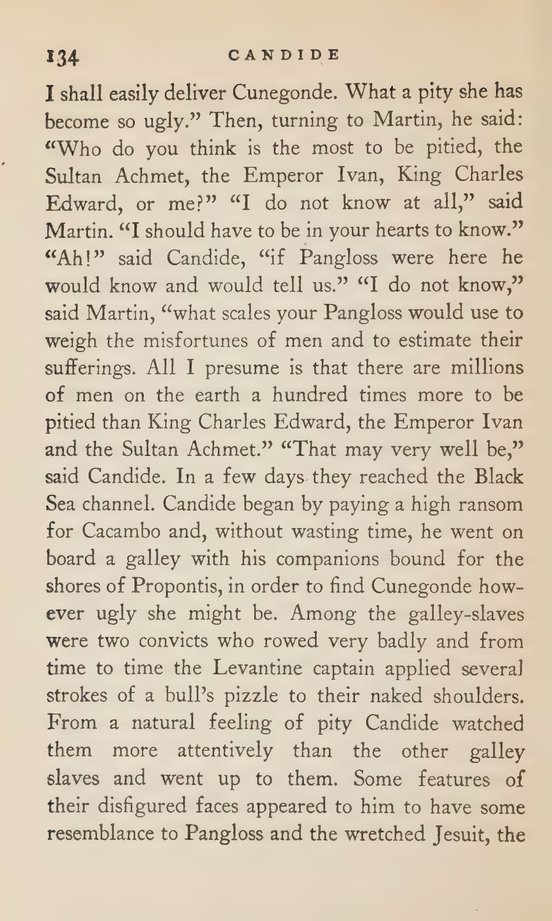 134 CANDIDE
I shall easily deliver Cunegonde. What a pity she has
become so ugly.” Then, turning to Martin, he said:
“Who do you think is the most to be pitied, the
Sultan Achmet, the Emperor Ivan, King Charles
Edward, or me?” “I do not know at all,” said
Martin. “I should have to be in your hearts to know.”
“Ah!” said Candide, “if Pangloss were here he
would know and would tell us.” “I do not know,”
said Martin, “what scales your Pangloss would use to
weigh the misfortunes of men and to estimate their
sufferings. All I presume is that there are millions
of men on the earth a hundred times more to be
pitied than King Charles Edward, the Emperor Ivan
and the Sultan Achmet.” “That may very well be,”
said Candide. In a few days they reached the Black
Sea channel. Candide began by paying a high ransom
for Cacambo and, without wasting time, he went on
board a galley with his companions bound for the
shores of Propontis, in order to find Cunegonde how-
ever ugly she might be. Among the galley-slaves
were two convicts who rowed very badly and from
time to time the Levantine captain applied several
strokes of a bull’s pizzle to their naked shoulders.
From a natural feeling of pity Candide watched
them more attentively than the other galley
slaves and went up to them. Some features of
their disfigured faces appeared to him to have some
resemblance to Pangloss and the wretched Jesuit, the